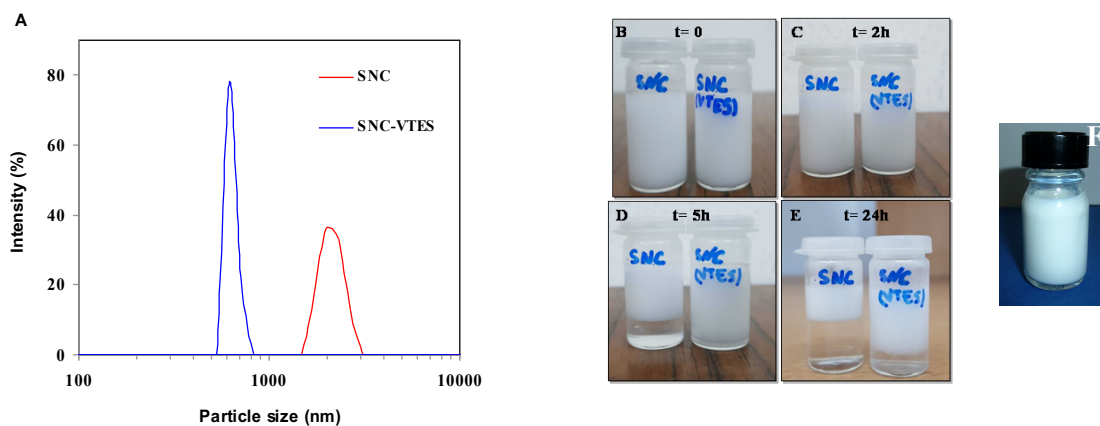 A
SNC
SNC-VTES
80
60
40
20
0
Intensity (%)
100
1000
10000
Particle size (nm)
B t= 0
SNC
SNC
(VTES)
C t= 2h
SNC
SNC
(VTES)
D t= 5h
SNC
SNC
(VTES)
E t= 24h
SNC
SNC
(VTES)
F